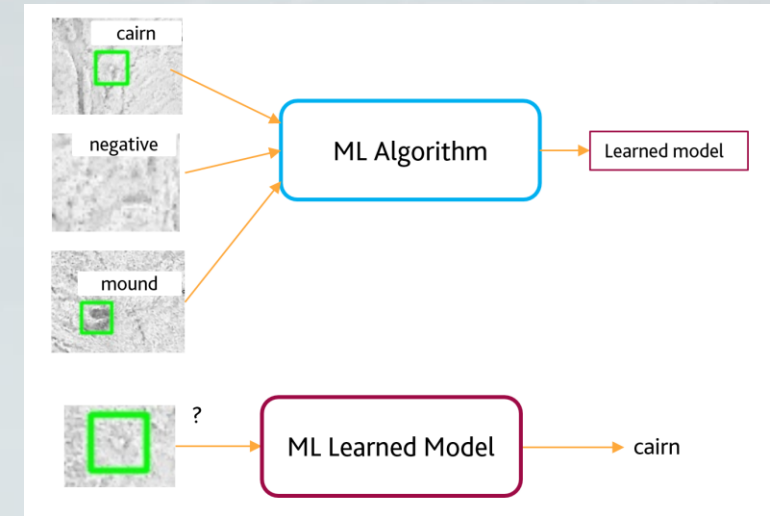 cairn
negative
mound
ML Algorithm
Learned model
?
ML Learned Model
cairn